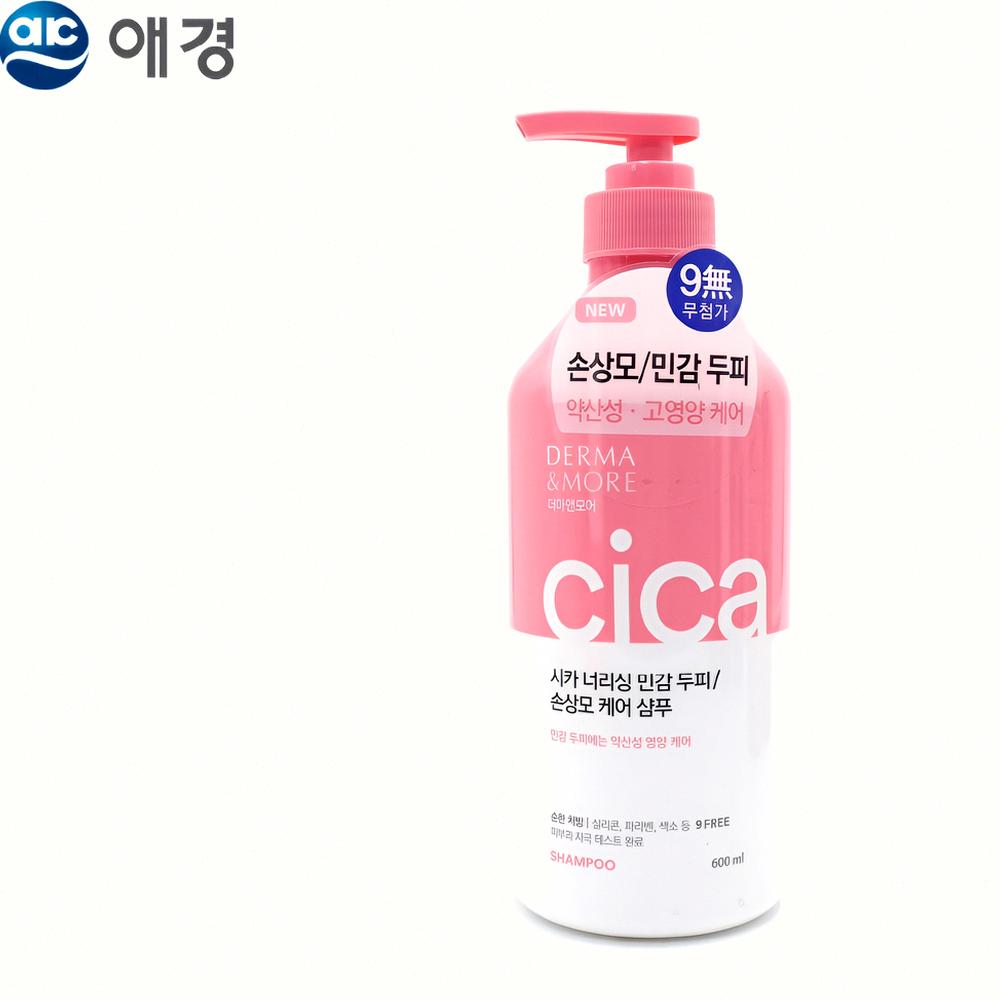 애경
9無
무첨가
NEW
손상모/민감 두피
약산성 · 고영양 케어
DERMA
&MORE
더마앤모어
cica
시카 너리싱 민감 두피/
손상모 케어 샴푸
민감 두피에는 약산성 영양 케어
순한 처방 | 실리콘, 파라벤, 색소 등 9 FREE
피부과 자극 테스트 완료
SHAMPOO
600 ml